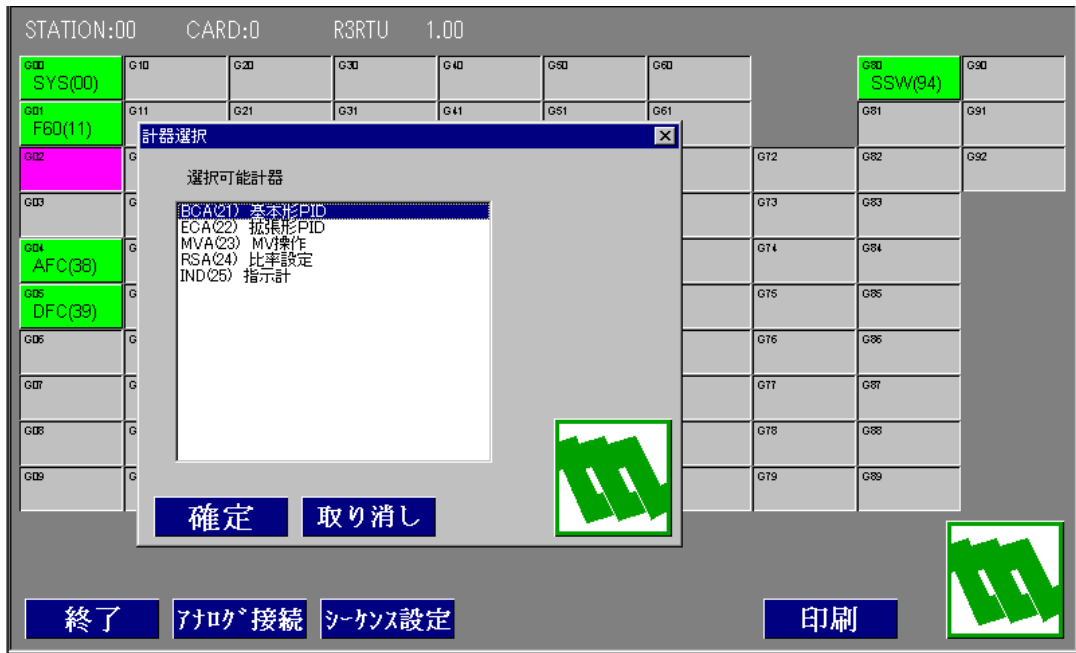 STATION:00 CARD:0 R3RTU 1.00
G00 G10 G20 G30 G40 G50 G60 G80 G90
SYS(00) SSW(94)
G01 G11 G21 G31 G41 G51 G61 G81 G91
F60(11)
計器選択
G02 G G72 G82 G92
選択可能計器
G03 G G73 G83
BCA(21) 基本形PID
ECA(22) 拡張形PID
MVA(23) MV操作
RSA(24) 比率設定
IND(25) 指示計
G04 G G74 G84
AFC(38)
G05 G G75 G85
DFC(39)
G06 G G76 G86
G07 G G77 G87
G08 G G78 G88
G09 G G79 G89
確定 取り消し
終了 アナログ接続 シーケンス設定 印刷